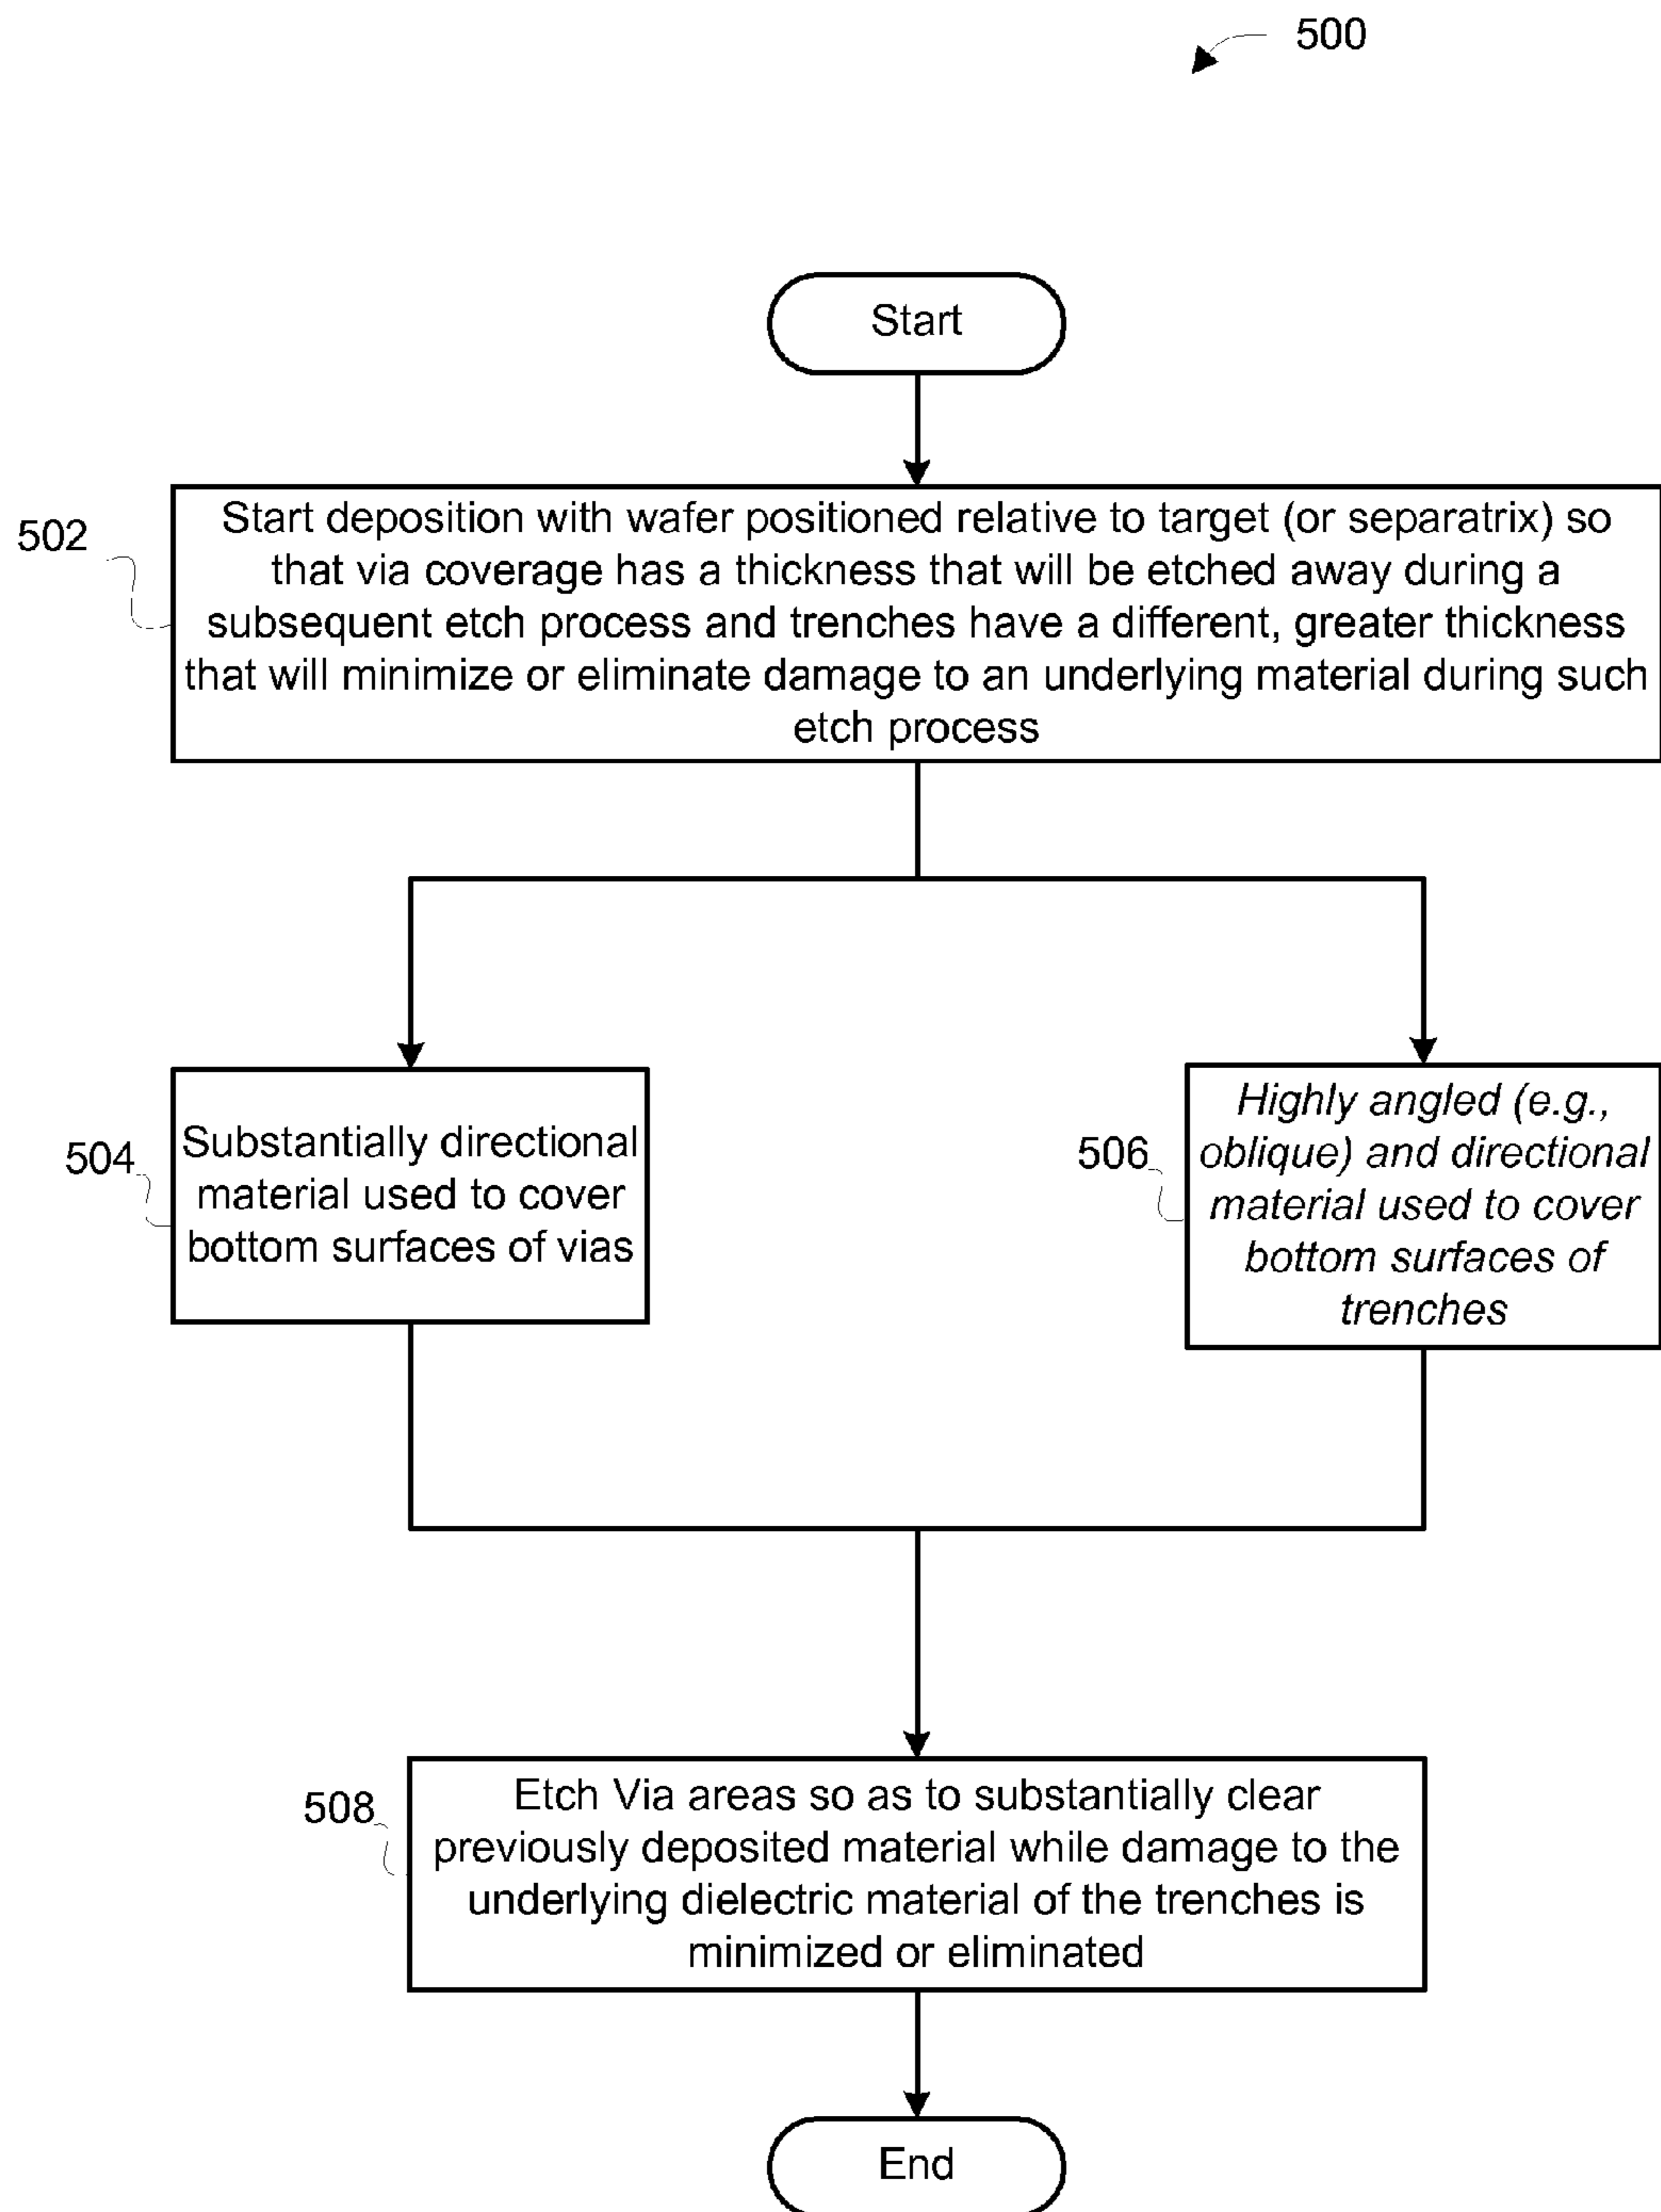 500
Start
502
Start deposition with wafer positioned relative to target (or separatrix) so
that via coverage has a thickness that will be etched away during a
subsequent etch process and trenches have a different, greater thickness
that will minimize or eliminate damage to an underlying material during such
etch process
504
Substantially directional
material used to cover
bottom surfaces of vias
506
Highly angled (e.g.,
oblique) and directional
material used to cover
bottom surfaces of
trenches
508
Etch Via areas so as to substantially clear
previously deposited material while damage to the
underlying dielectric material of the trenches is
minimized or eliminated
End